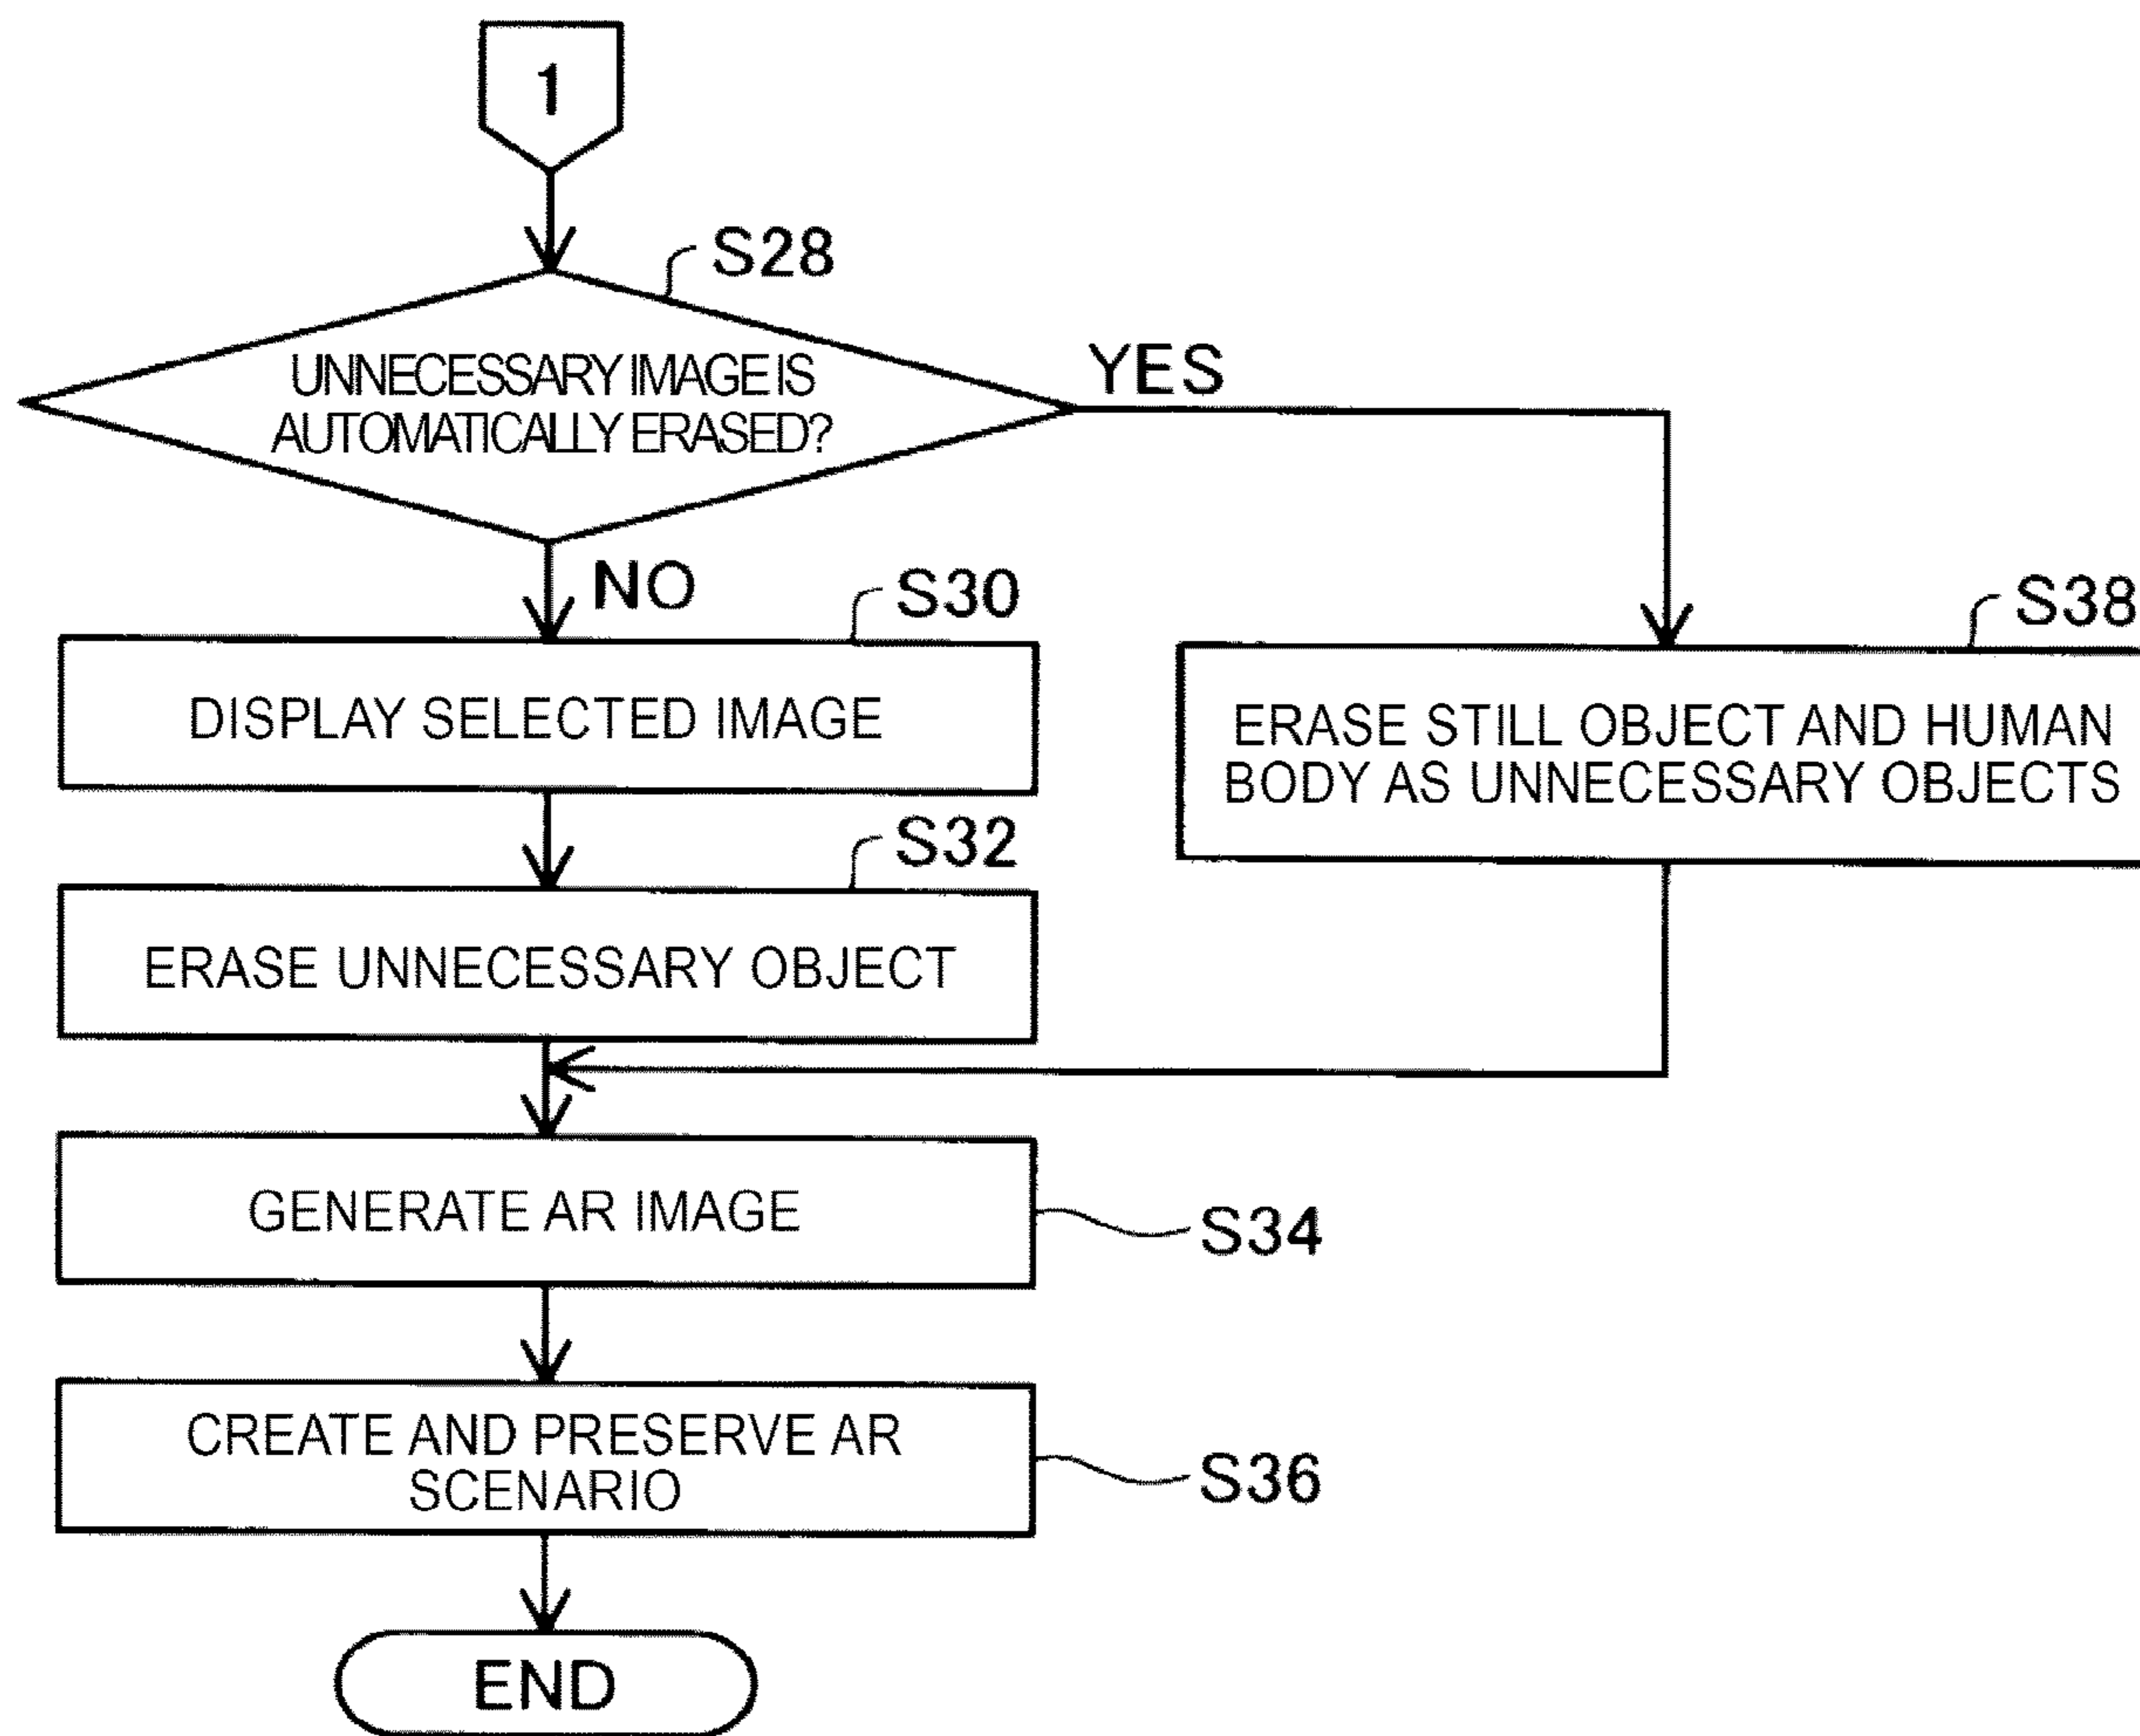 1
S28
UNNECESSARY IMAGE IS
AUTOMATICALLY ERASED?
YES
NO
S30
DISPLAY SELECTED IMAGE
S38
ERASE STILL OBJECT AND HUMAN
BODY AS UNNECESSARY OBJECTS
S32
ERASE UNNECESSARY OBJECT
GENERATE AR IMAGE
S34
CREATE AND PRESERVE AR
SCENARIO
S36
END